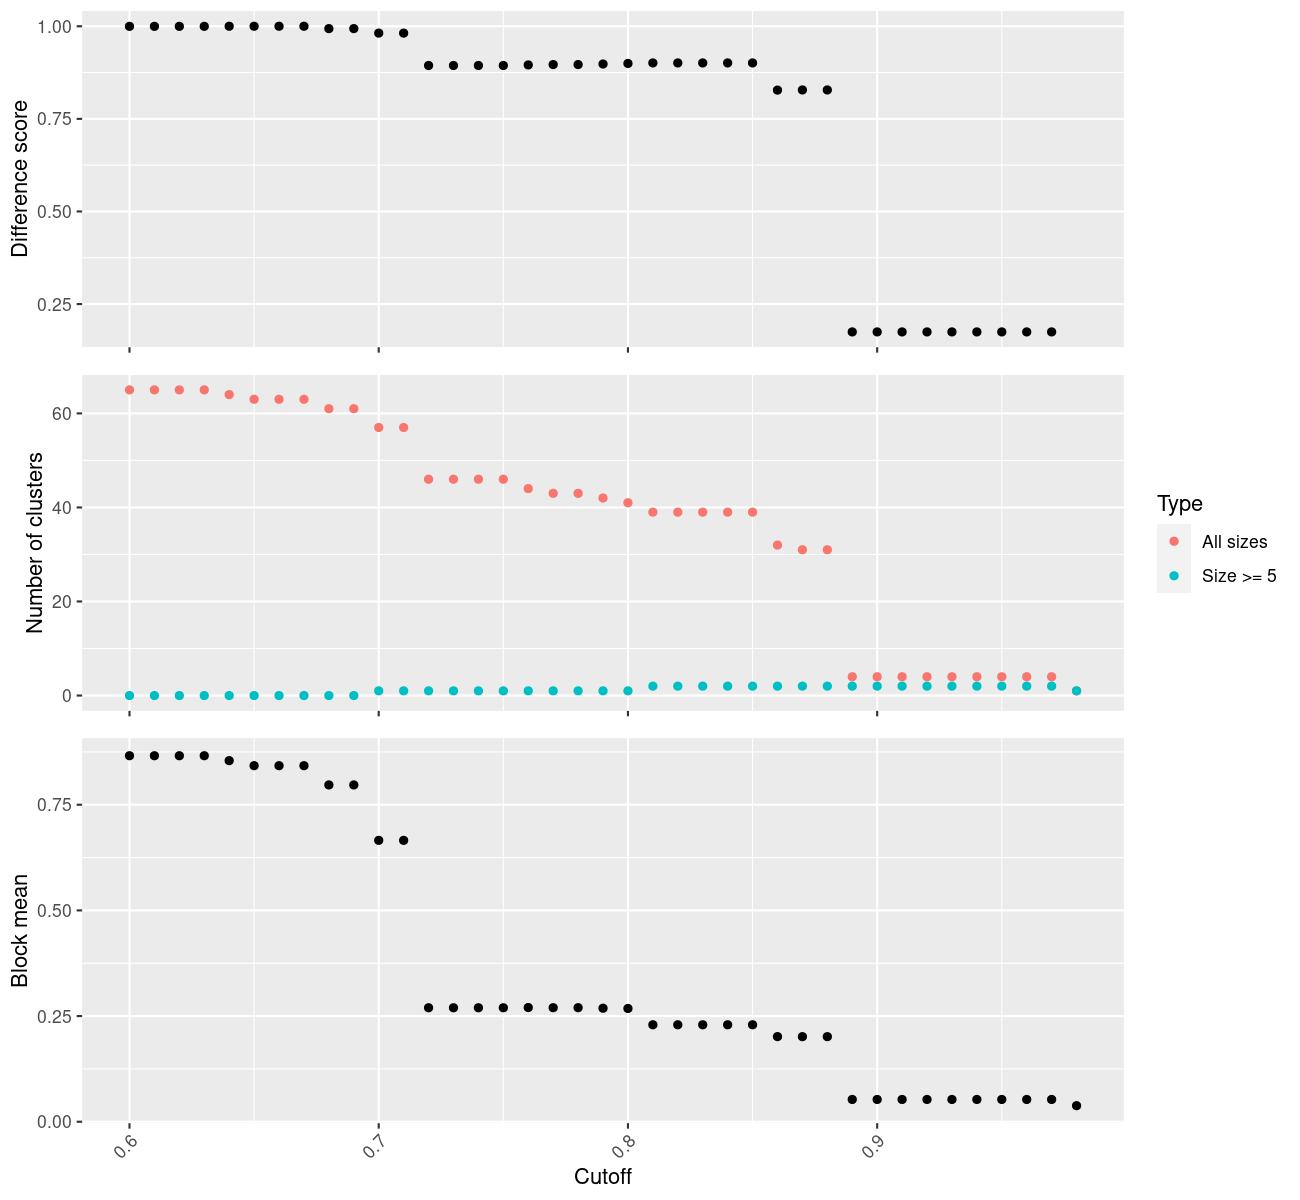 Difference score
1.00
0.75
0.50
0.25
Number of clusters
60
40
20
0
Type
All sizes
Size >= 5
Block mean
0.75
0.50
0.25
0.00
0.6
0.7
0.8
0.9
Cutoff